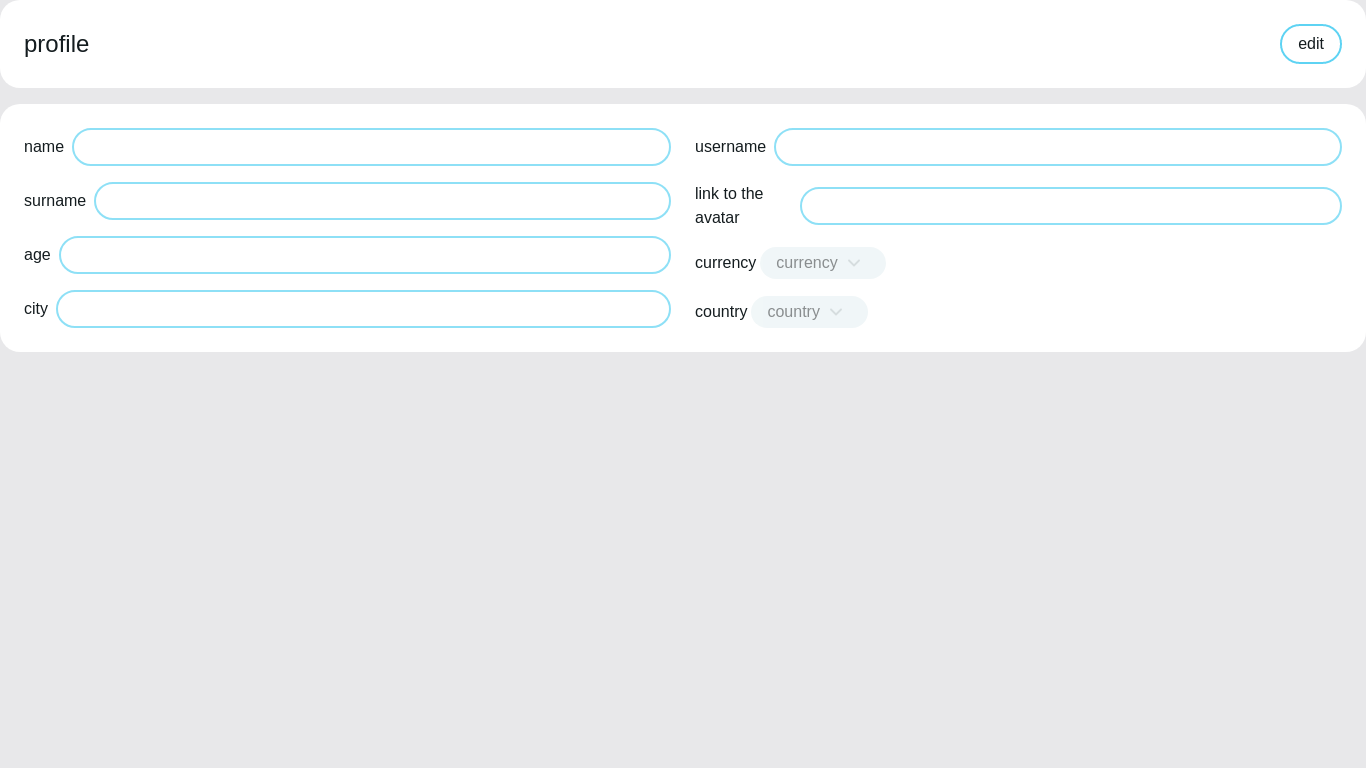 profile
edit
name
surname
age
city
username
link to the
avatar
currency currency
country country